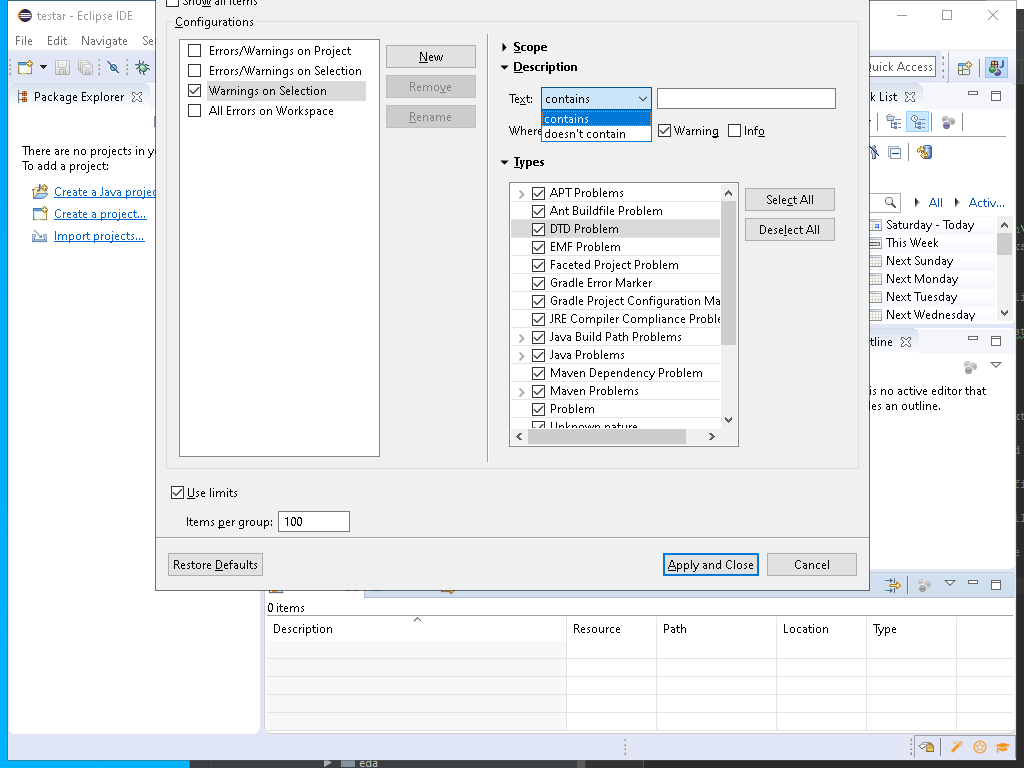 testar - Eclipse IDE
Show all items
File Edit Navigate Se
Configurations
Quick Access
Package Explorer
Errors/Warnings on Project
Errors/Warnings on Selection
Warnings on Selection
All Errors on Workspace
New
Remove
Rename
Scope
Description
Text: contains
contains
doesn't contain
Where
Warning
Info
Types
APT Problems
Ant Buildfile Problem
DTD Problem
EMF Problem
Faceted Project Problem
Gradle Error Marker
Gradle Project Configuration Ma
JRE Compiler Compliance Proble
Java Build Path Problems
Java Problems
Maven Dependency Problem
Maven Problems
Problem
Unknown nature
Select All
Deselect All
There are no projects in y
To add a project:
Create a Java projec
Create a project...
Import projects...
k List
All Activ...
Saturday - Today
This Week
Next Sunday
Next Monday
Next Tuesday
Next Wednesday
tline
is no active editor that
les an outline.
Use limits
Items per group: 100
Restore Defaults
Apply and Close
Cancel
0 items
Description Resource Path Location Type
eda